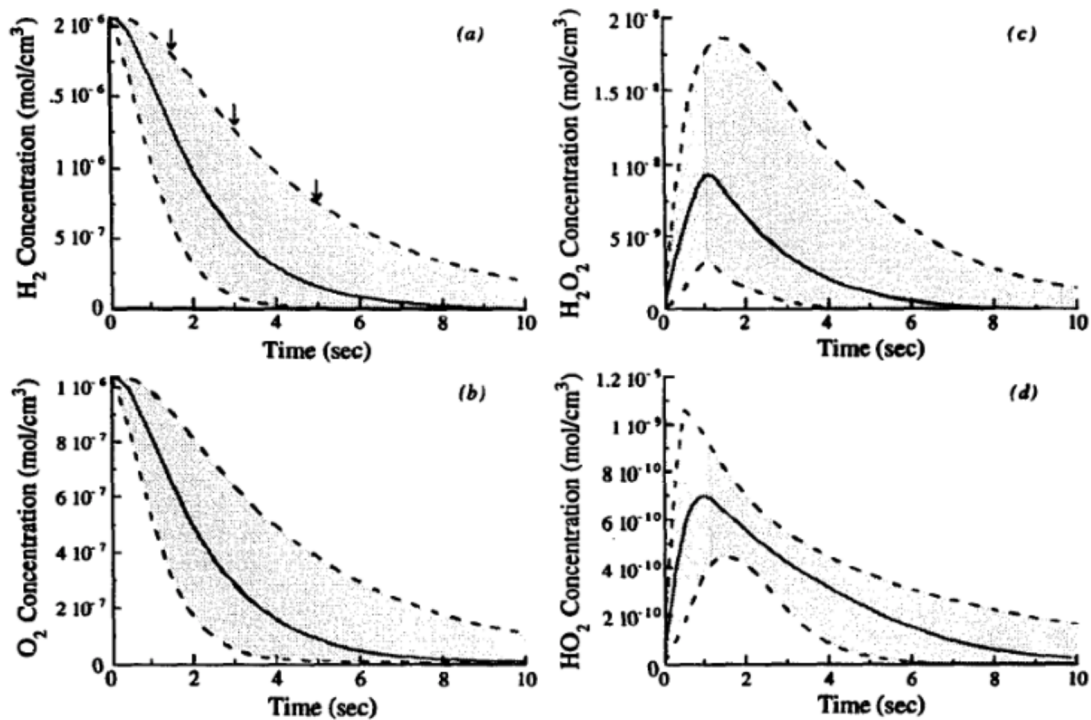 (a)
H₂ Concentration (mol/cm³)
2 10⁻⁶
.5 10⁻⁶
1 10⁻⁶
5 10⁻⁷
0
0 2 4 6 8 10
Time (sec)
(c)
H₂O₂ Concentration (mol/cm³)
2 10⁻⁸
1.5 10⁻⁸
1 10⁻⁸
5 10⁻⁹
0
0 2 4 6 8 10
Time (sec)
(b)
O₂ Concentration (mol/cm³)
1 10⁻⁶
8 10⁻⁷
6 10⁻⁷
4 10⁻⁷
2 10⁻⁷
0
0 2 4 6 8 10
Time (sec)
(d)
HO₂ Concentration (mol/cm³)
1.2 10⁻⁹
1 10⁻⁹
8 10⁻¹⁰
6 10⁻¹⁰
4 10⁻¹⁰
2 10⁻¹⁰
0
0 2 4 6 8 10
Time (sec)